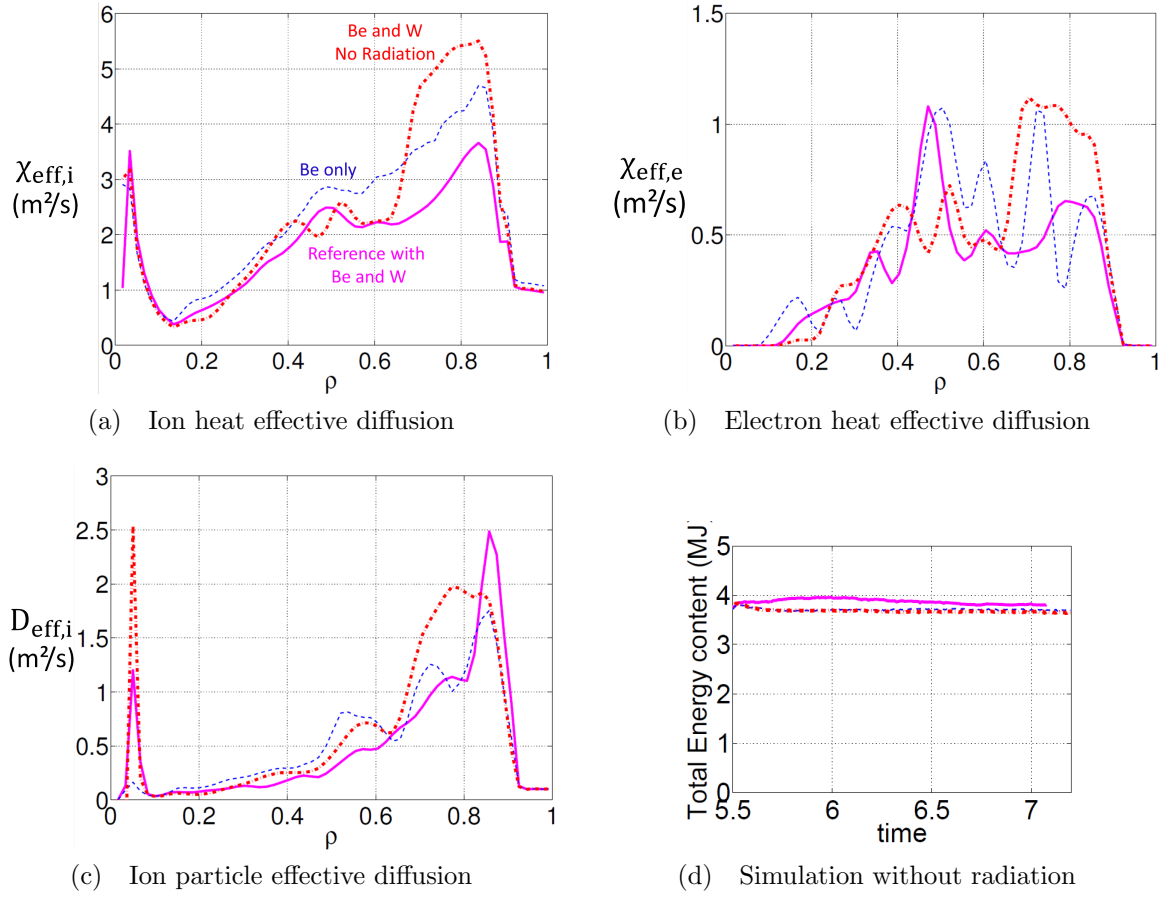 6
5
4
3
2
1
0
0
0.2
0.4
0.6
0.8
1
χeff,i
(m²/s)
ρ
Be and W
No Radiation
Be only
Reference with
Be and W
(a) Ion heat effective diffusion
1.5
1
0.5
0
0
0.2
0.4
0.6
0.8
1
χeff,e
(m²/s)
ρ
(b) Electron heat effective diffusion
3
2.5
2
1.5
1
0.5
0
0
0.2
0.4
0.6
0.8
1
Deff,i
(m²/s)
ρ
(c) Ion particle effective diffusion
5
4
3
2
1
0
5.5
6
6.5
7
Total Energy content (MJ)
time
(d) Simulation without radiation